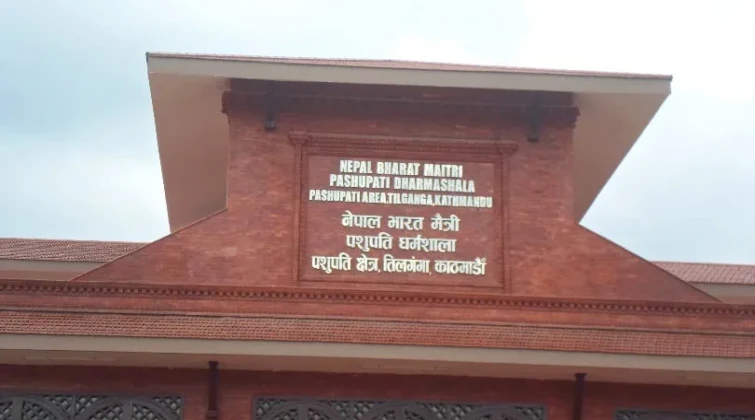 NEPAL BHARAT MAITRI
PASHUPATI DHARMASHALA
PASHUPATI AREA,TILGANGA,KATHMANDU
नेपाल भारत मैत्री
पशुपति धर्मशाला
पशुपति क्षेत्र, तिलगंगा, काठमाडौँ